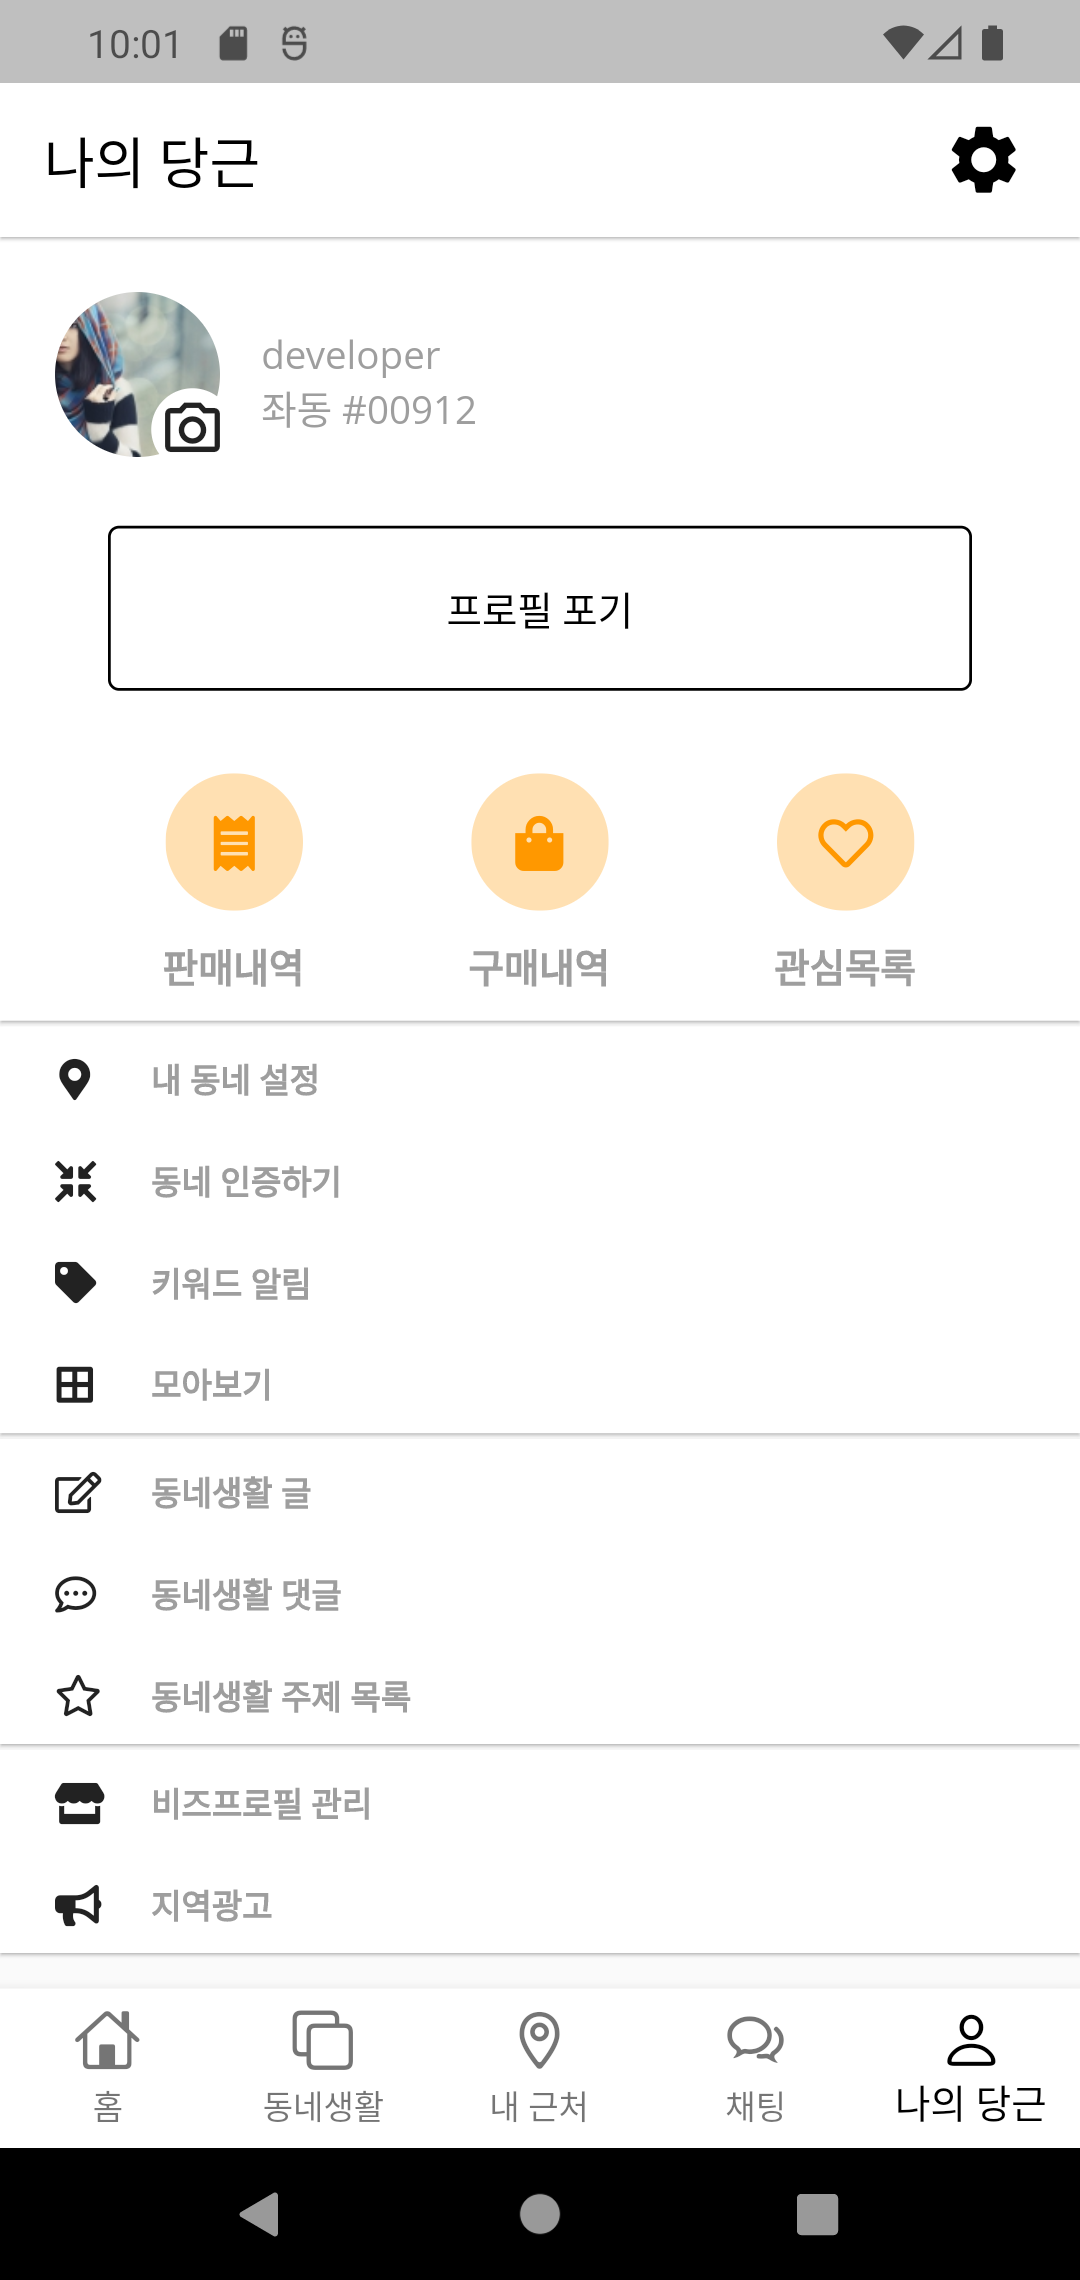 10:01
나의 당근
developer
좌동 #00912
프로필 포기
판매내역
구매내역
관심목록
내 동네 설정
동네 인증하기
키워드 알림
모아보기
동네생활 글
동네생활 댓글
동네생활 주제 목록
비즈프로필 관리
지역광고
홈
동네생활
내 근처
채팅
나의 당근